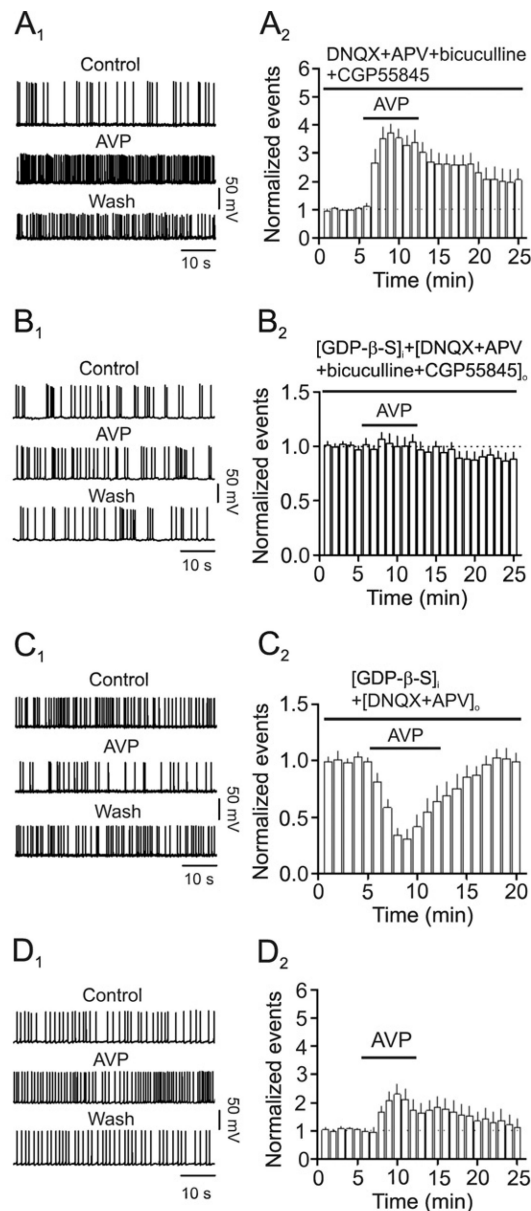 A1
Control
AVP
Wash
50 mV
10 s
A2
DNQX+APV+bicuculline
+CGP55845
AVP
Normalized events
6
5
4
3
2
1
0
0 5 10 15 20 25
Time (min)
B1
Control
AVP
Wash
50 mV
10 s
B2
[GDP-β-S]i+[DNQX+APV
+bicuculline+CGP55845]o
AVP
Normalized events
1.5
1.0
0.5
0.0
0 5 10 15 20 25
Time (min)
C1
Control
AVP
Wash
50 mV
10 s
C2
[GDP-β-S]i
+[DNQX+APV]o
AVP
Normalized events
1.5
1.0
0.5
0.0
0 5 10 15 20
Time (min)
D1
Control
AVP
Wash
50 mV
10 s
D2
AVP
Normalized events
6
5
4
3
2
1
0
0 5 10 15 20 25
Time (min)